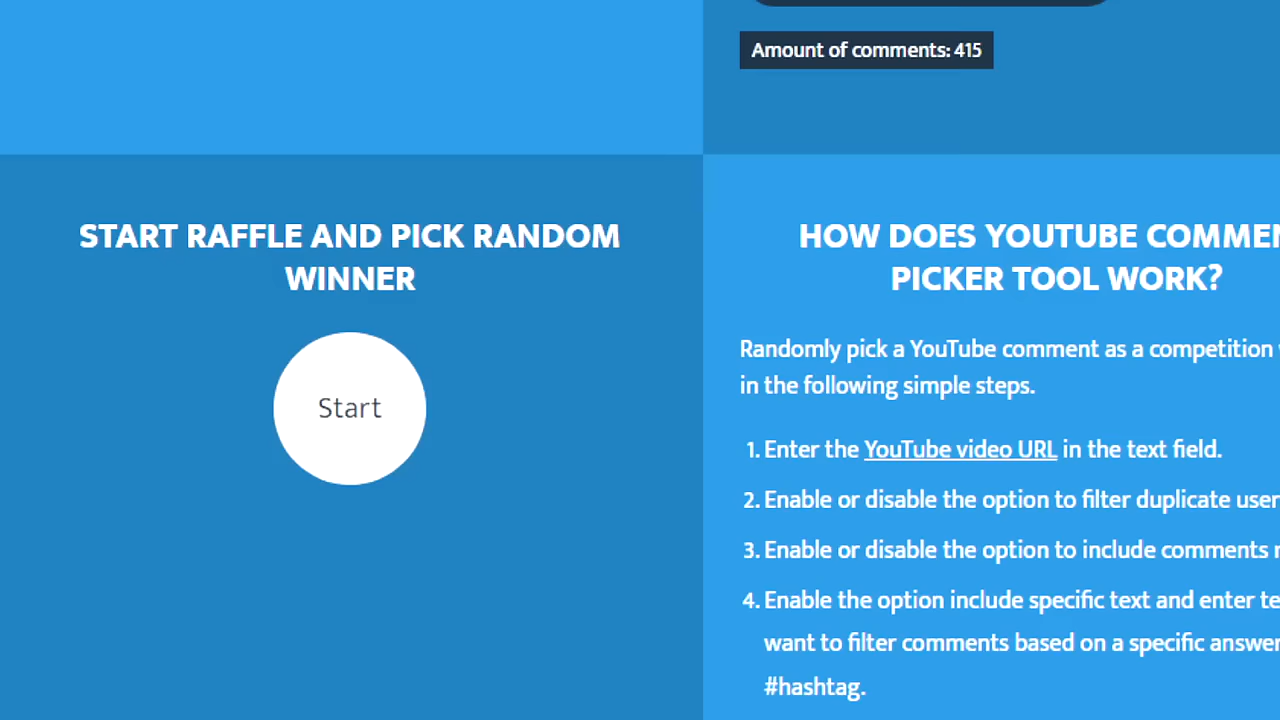 Amount of comments: 415
START RAFFLE AND PICK RANDOM
WINNER
Start
HOW DOES YOUTUBE COMMEN
PICKER TOOL WORK?
Randomly pick a YouTube comment as a competition
in the following simple steps.
1. Enter the YouTube video URL in the text field.
2. Enable or disable the option to filter duplicate user
3. Enable or disable the option to include comments
4. Enable the option include specific text and enter te
want to filter comments based on a specific answer
#hashtag.